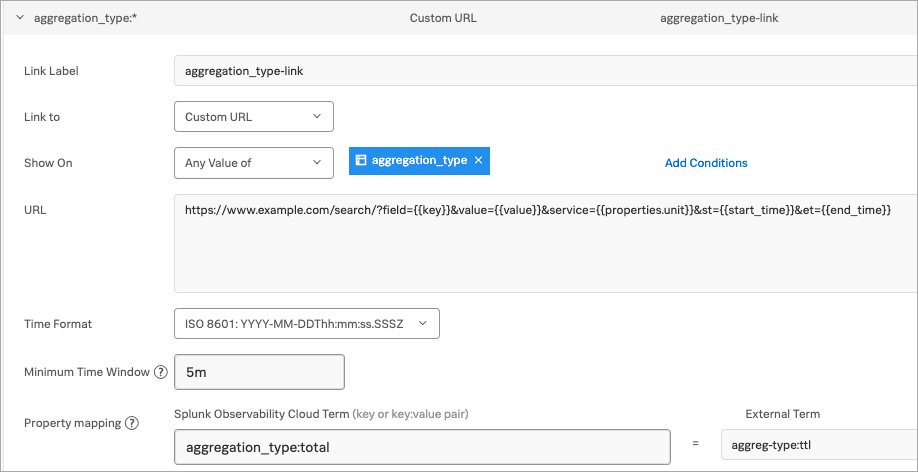 aggregation_type:* Custom URL aggregation_type-link
Link Label aggregation_type-link
Link to Custom URL
Show On Any Value of aggregation_type × Add Conditions
URL https://www.example.com/search/?field={{key}}&value={{value}}&service={{properties.unit}}&st={{start_time}}&et={{end_time}}
Time Format ISO 8601: YYYY-MM-DDThh:mm:ss.SSSZ
Minimum Time Window ? 5m
Property mapping ? Splunk Observability Cloud Term (key or key:value pair) External Term
aggregation_type:total = aggreg-type:ttl